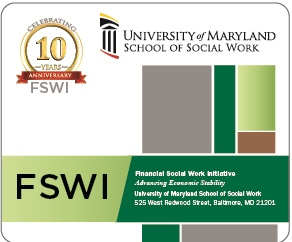 CELEBRATING
10
YEARS
ANNIVERSARY
FSWI
UNIVERSITY of MARYLAND
SCHOOL OF SOCIAL WORK
FSWI
Financial Social Work Initiative
Advancing Economic Stability
University of Maryland School of Social Work
525 West Redwood Street, Baltimore, MD 21201